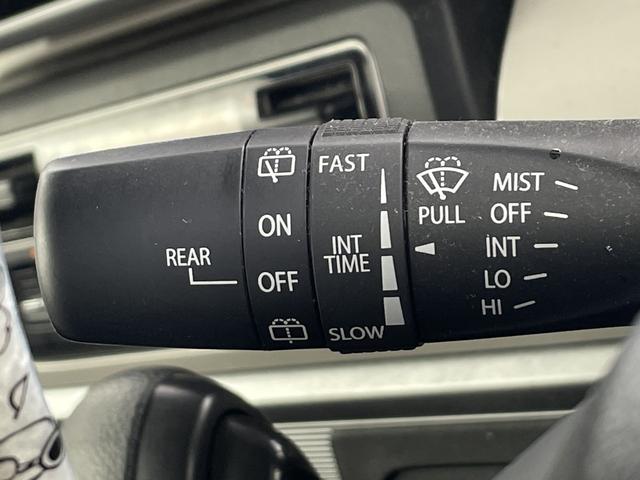 REAR
ON
OFF
FAST
INT
TIME
SLOW
PULL
MIST
OFF
INT
LO
HI